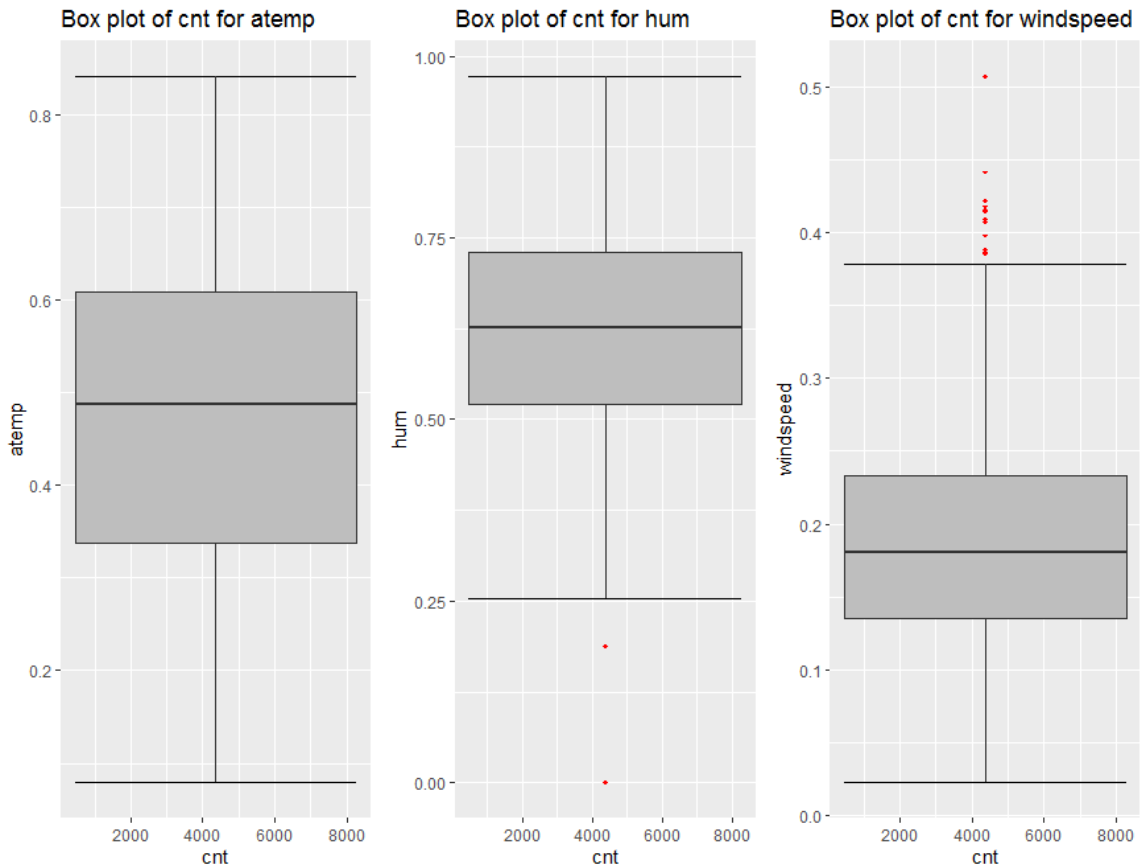 Box plot of cnt for atemp
atemp
0.8
0.6
0.4
0.2
2000 4000 6000 8000
cnt
Box plot of cnt for hum
hum
1.00
0.75
0.50
0.25
0.00
2000 4000 6000 8000
cnt
Box plot of cnt for windspeed
windspeed
0.5
0.4
0.3
0.2
0.1
0.0
2000 4000 6000 8000
cnt